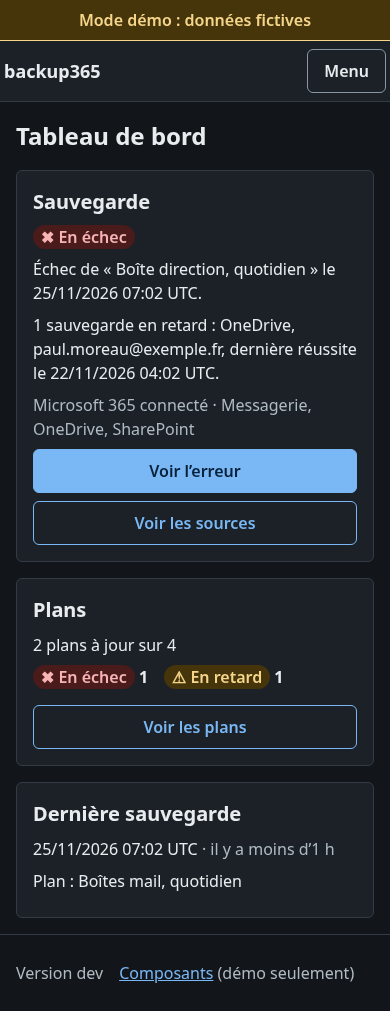 Mode démo : données fictives
backup365
Menu
Tableau de bord
Sauvegarde
✖ En échec
Échec de « Boîte direction, quotidien » le
25/11/2026 07:02 UTC.
1 sauvegarde en retard : OneDrive,
paul.moreau@exemple.fr, dernière réussite
le 22/11/2026 04:02 UTC.
Microsoft 365 connecté · Messagerie,
OneDrive, SharePoint
Voir l’erreur
Voir les sources
Plans
2 plans à jour sur 4
✖ En échec 1 ⚠ En retard 1
Voir les plans
Dernière sauvegarde
25/11/2026 07:02 UTC · il y a moins d’1 h
Plan : Boîtes mail, quotidien
Version dev Composants (démo seulement)